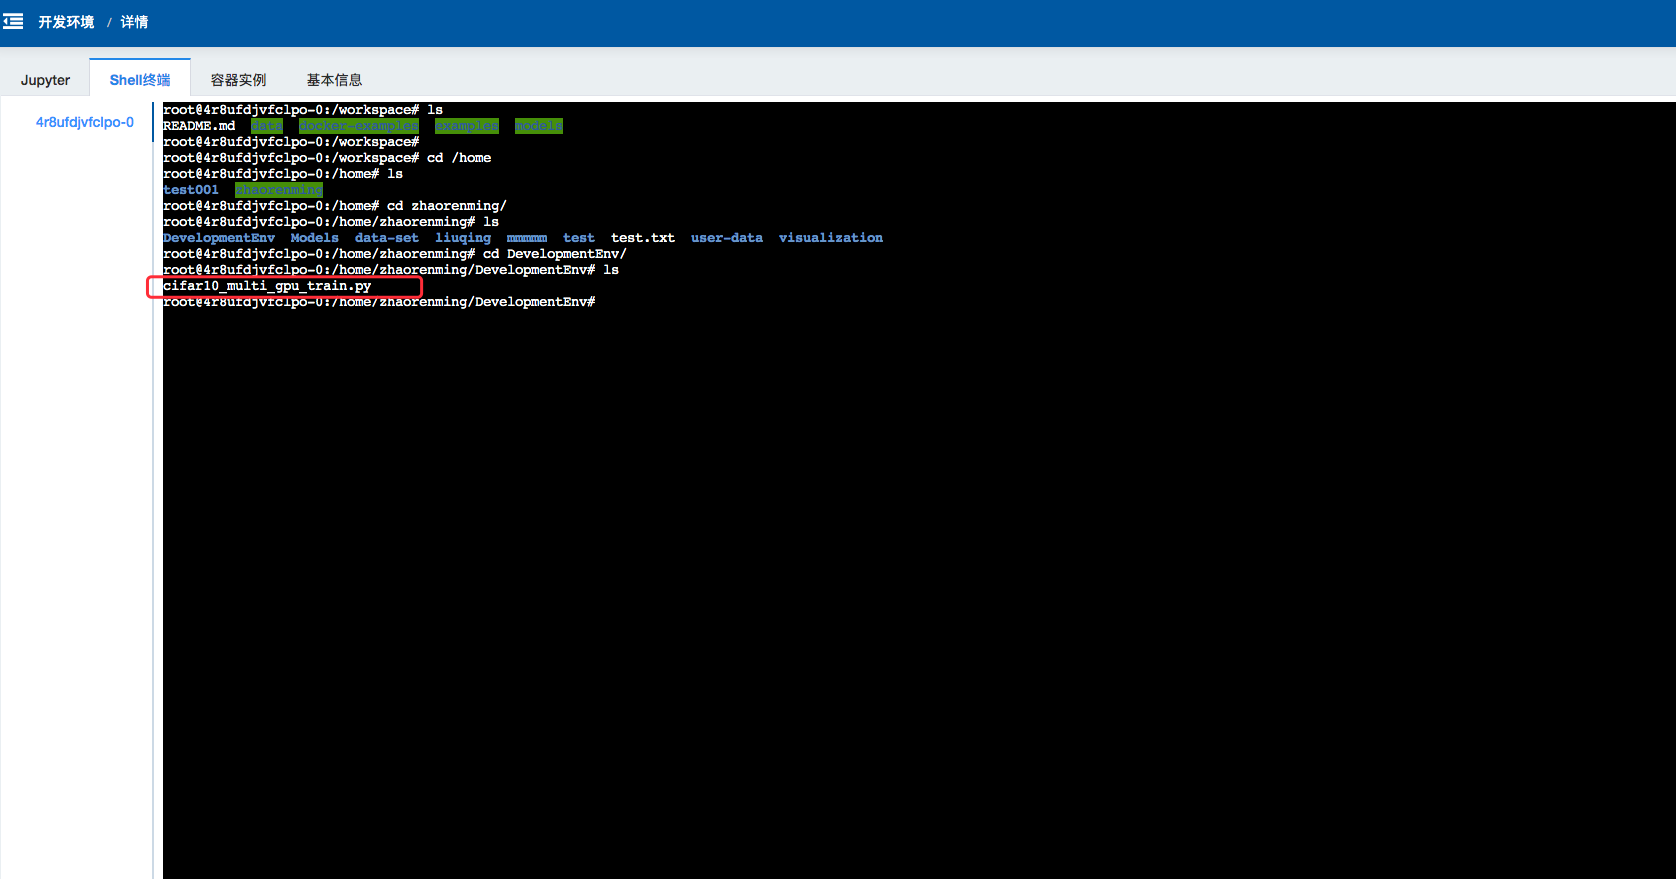 开发环境 / 详情
Jupyter Shell终端 容器实例 基本信息
4r8ufdjvfclpo-0
root@4r8ufdjvfclpo-0:/workspace# ls
README.md data docker-examples examples models
root@4r8ufdjvfclpo-0:/workspace#
root@4r8ufdjvfclpo-0:/workspace# cd /home
root@4r8ufdjvfclpo-0:/home# ls
test001 zhaorenming
root@4r8ufdjvfclpo-0:/home# cd zhaorenming/
root@4r8ufdjvfclpo-0:/home/zhaorenming# ls
DevelopmentEnv Models data-set liuqing mmmmm test test.txt user-data visualization
root@4r8ufdjvfclpo-0:/home/zhaorenming# cd DevelopmentEnv/
root@4r8ufdjvfclpo-0:/home/zhaorenming/DevelopmentEnv# ls
cifar10_multi_gpu_train.py
root@4r8ufdjvfclpo-0:/home/zhaorenming/DevelopmentEnv#